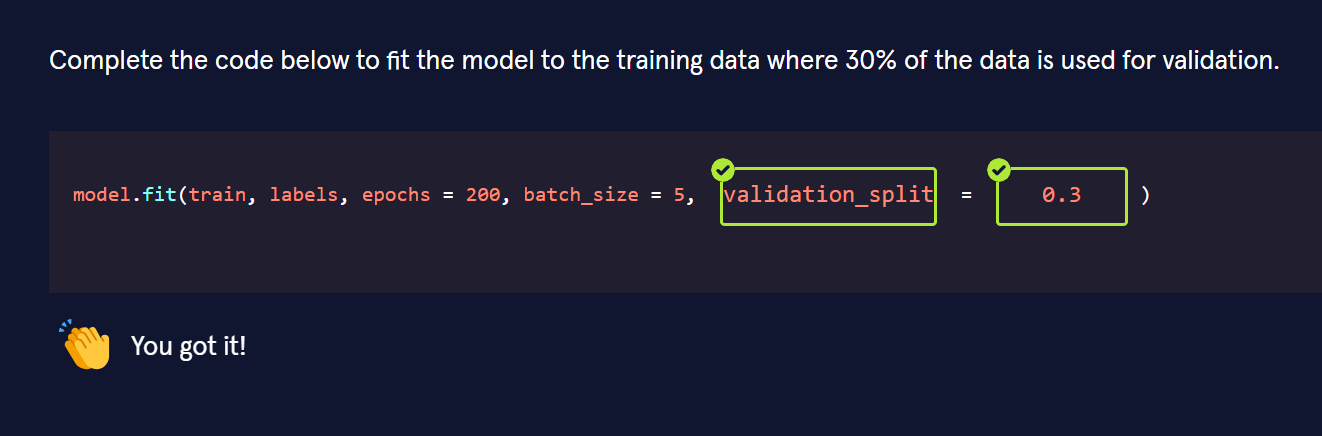 Complete the code below to fit the model to the training data where 30% of the data is used for validation.
model.fit(train, labels, epochs = 200, batch_size = 5, validation_split = 0.3 )
You got it!